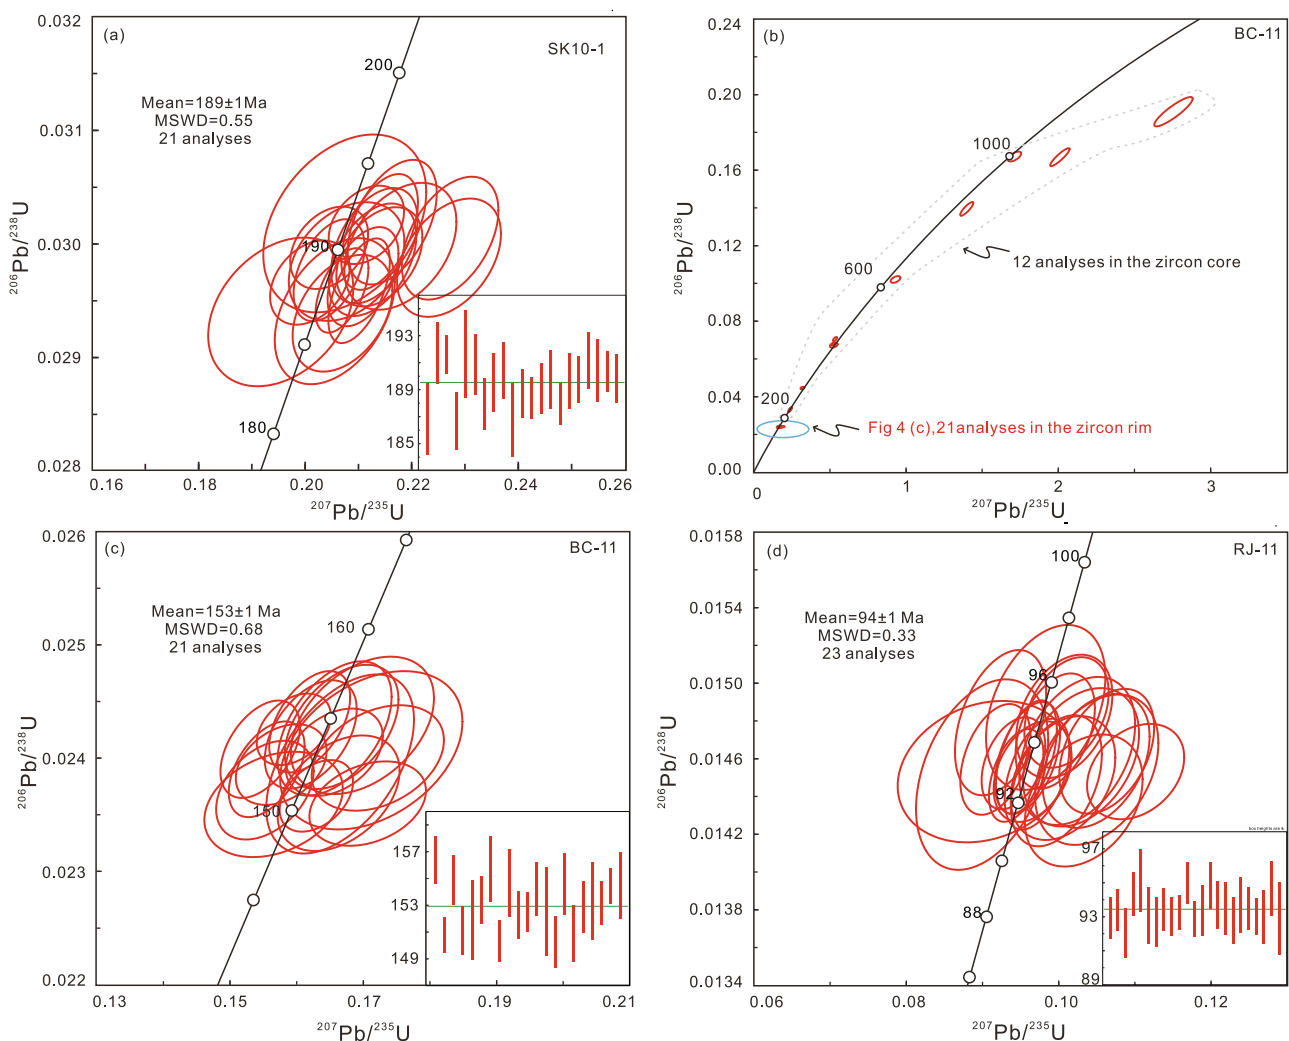 (a)
SK10-1
Mean=189±1Ma
MSWD=0.55
21 analyses
200
190
180
0.032
0.031
0.030
0.029
0.028
206Pb/238U
193
189
185
0.16
0.20
0.22
0.24
0.26
207Pb/235U
(b)
BC-11
0.24
0.20
0.16
0.12
0.08
0.04
0.00
206Pb/238U
1000
600
200
12 analyses in the zircon core
Fig 4 (c),21analyses in the zircon rim
0
1
2
3
207Pb/235U
(c)
BC-11
Mean=153±1 Ma
MSWD=0.68
21 analyses
160
150
0.026
0.025
0.024
0.023
0.022
206Pb/238U
157
153
149
0.13
0.15
0.17
0.19
0.21
207Pb/235U
(d)
RJ-11
Mean=94±1 Ma
MSWD=0.33
23 analyses
100
96
92
88
0.0158
0.0154
0.0150
0.0146
0.0142
0.0138
0.0134
206Pb/238U
97
93
89
0.06
0.08
0.10
0.12
207Pb/235U